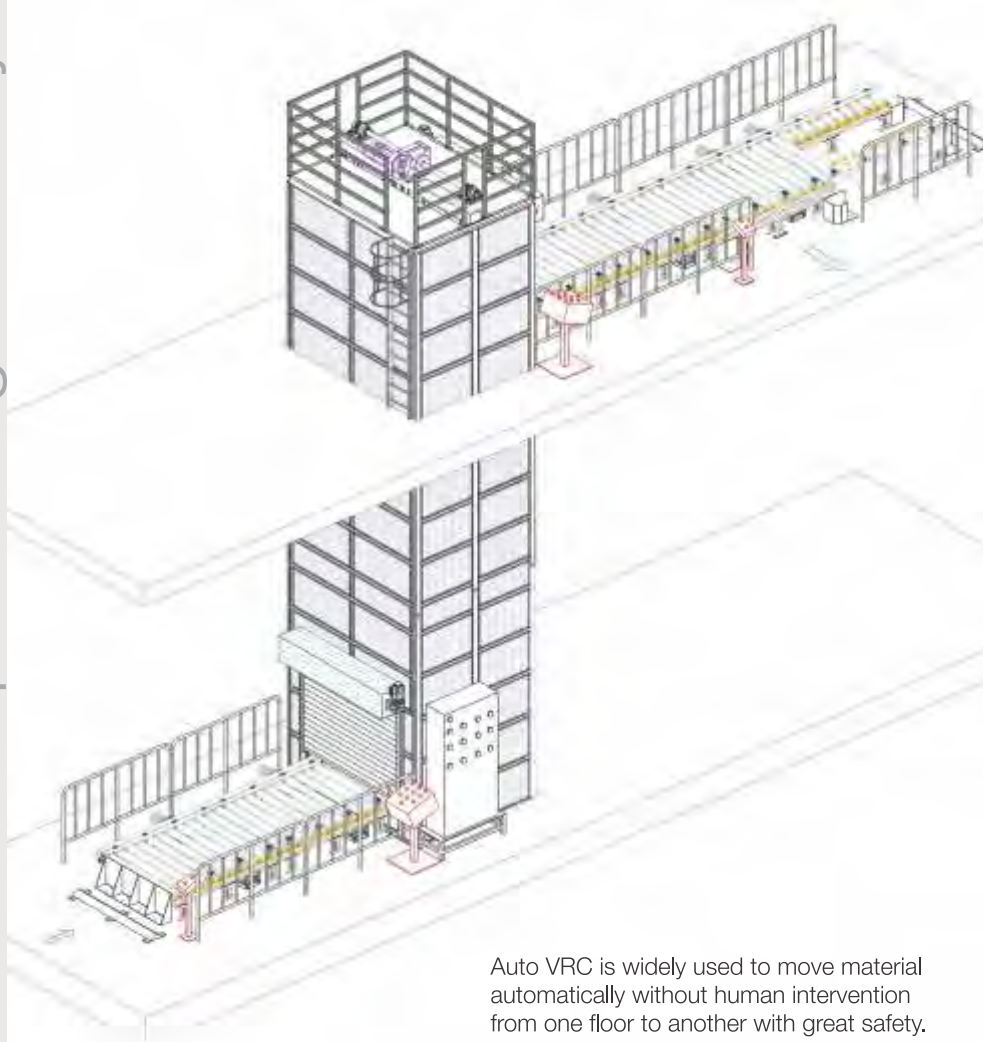 Auto VRC is widely used to move material
automatically without human intervention
from one floor to another with great safety.